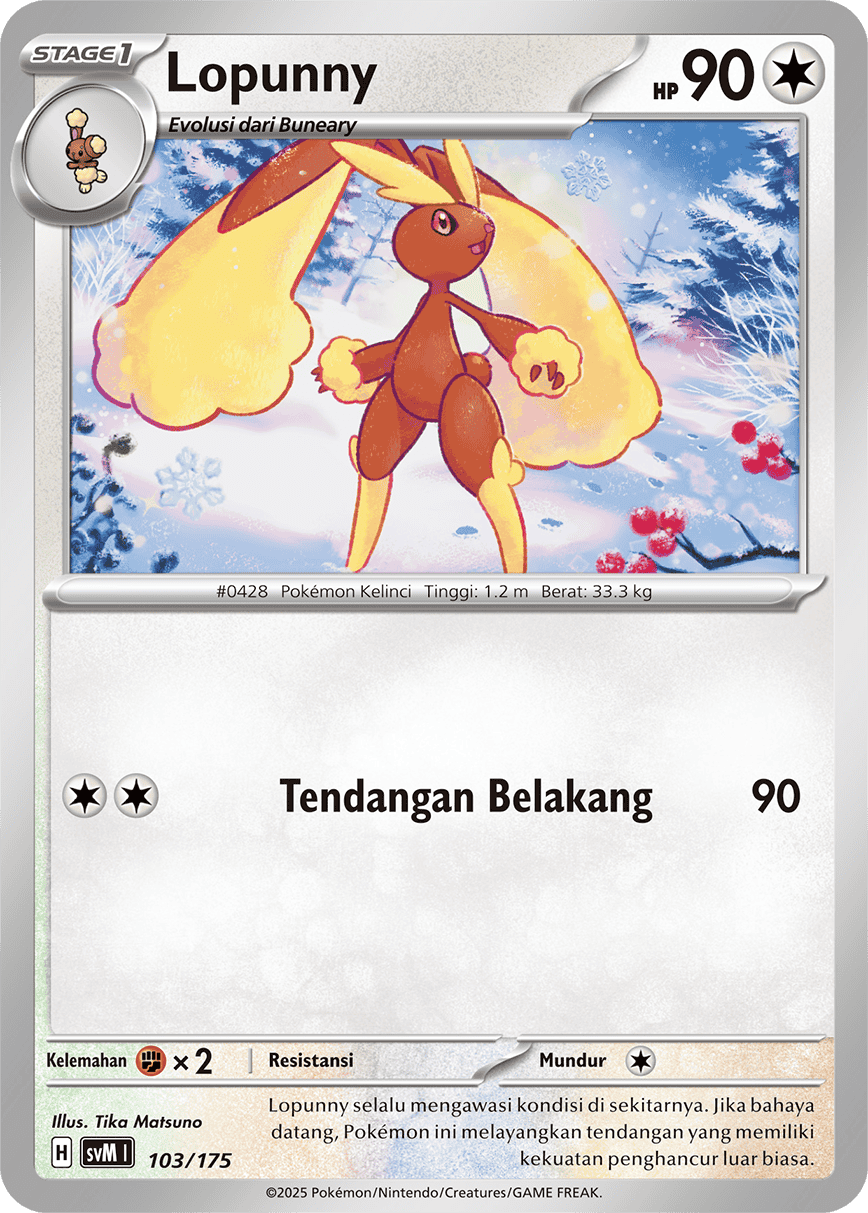 STAGE1
Lopunny
HP 90
Evolusi dari Buneary
#0428 Pokémon Kelinci Tinggi: 1.2 m Berat: 33.3 kg
Tendangan Belakang 90
Kelemahan ×2 Resistansi Mundur
Illus. Tika Matsuno
Lopunny selalu mengawasi kondisi di sekitarnya. Jika bahaya
datang, Pokémon ini melayangkan tendangan yang memiliki
kekuatan penghancur luar biasa.
H svM I 103/175
©2025 Pokémon/Nintendo/Creatures/GAME FREAK.